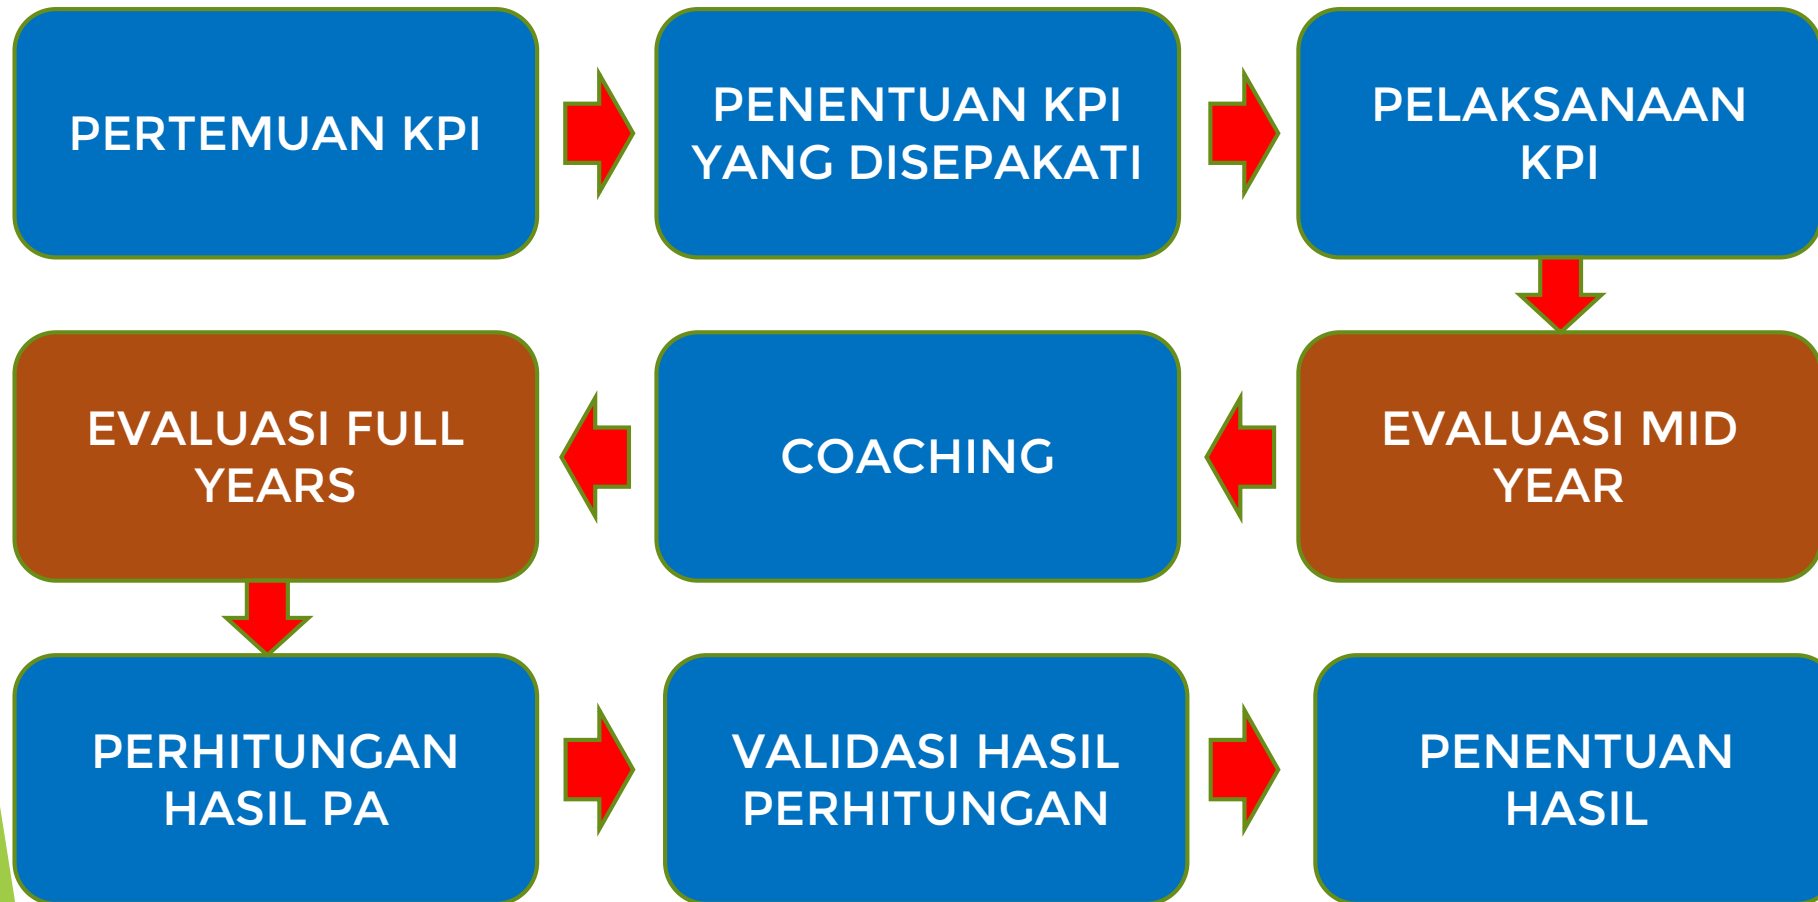 PERTEMUAN KPI
PENENTUAN KPI
YANG DISEPAKATI
PELAKSANAAN
KPI
EVALUASI FULL
YEARS
COACHING
EVALUASI MID
YEAR
PERHITUNGAN
HASIL PA
VALIDASI HASIL
PERHITUNGAN
PENENTUAN
HASIL